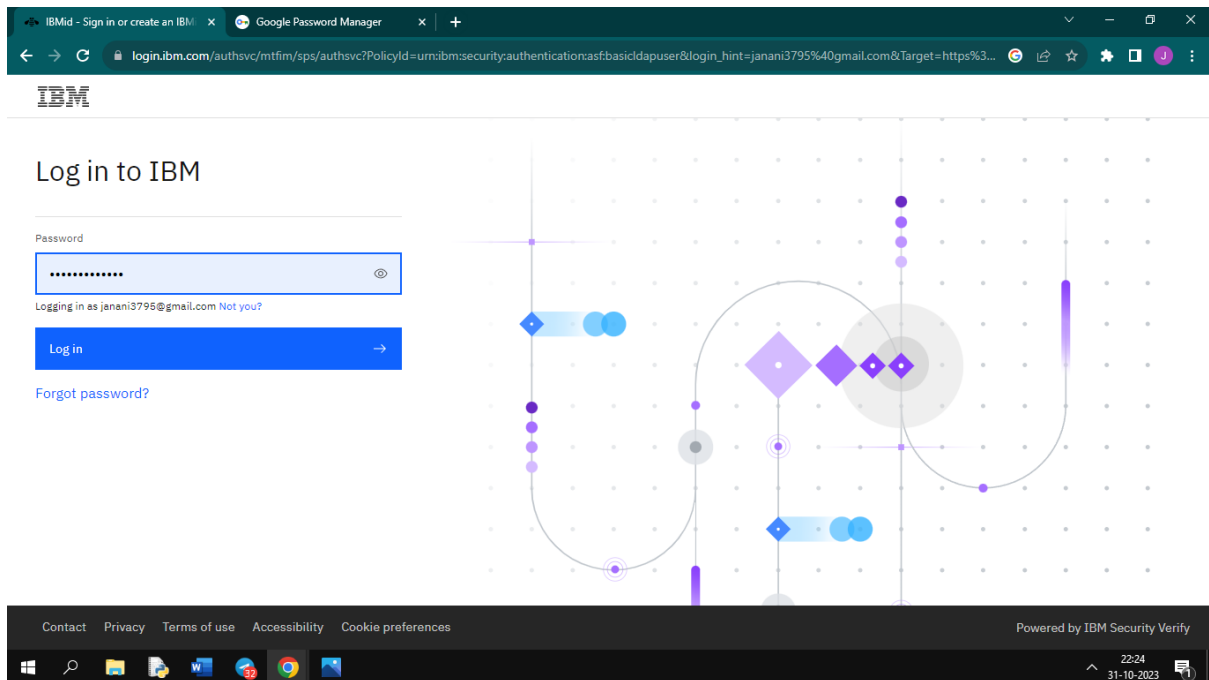 IBMid - Sign in or create an IBM
Google Password Manager
login.ibm.com/authsvc/mtfim/sps/authsvc?PolicyId=urn:ibm:security:authentication:asf:basicldapuser&login_hint=janani3795%40gmail.com&Target=https%3...
J
IBM
Log in to IBM
Password
Logging in as janani3795@gmail.com Not you?
Log in
Forgot password?
Contact Privacy Terms of use Accessibility Cookie preferences
Powered by IBM Security Verify
32
22:24
31-10-2023
1